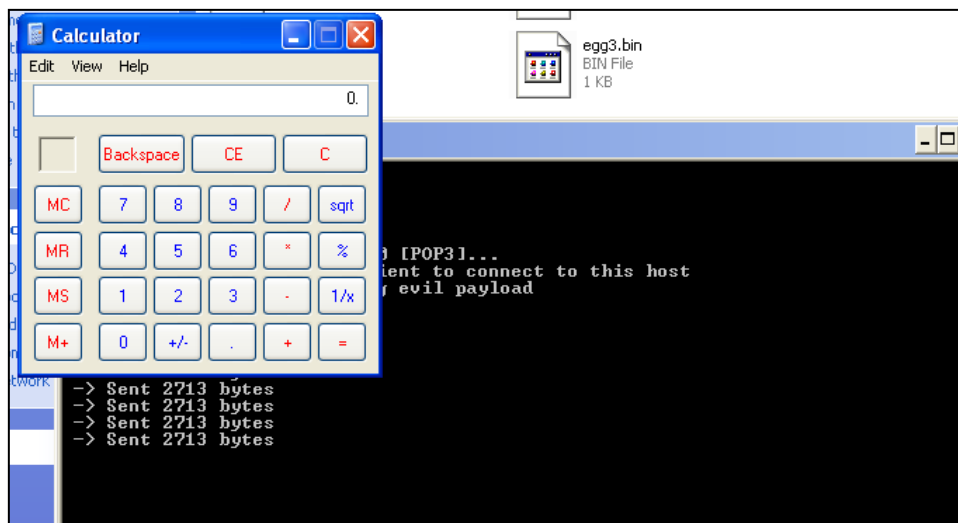 Calculator
Edit View Help
0.
Backspace CE C
MC 7 8 9 / sqrt
MR 4 5 6 * %
MS 1 2 3 - 1/x
M+ 0 +/- . + =
egg3.bin
BIN File
1 KB
[POP3]...
to connect to this host
evil payload
-> Sent 2713 bytes
-> Sent 2713 bytes
-> Sent 2713 bytes
-> Sent 2713 bytes